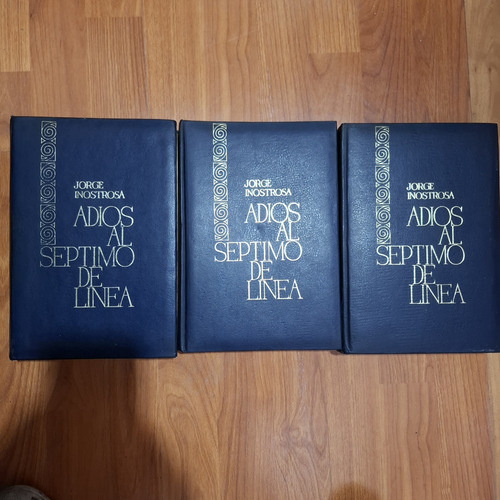 JORGE
INOSTROSA
ADIOS
AL
SEPTIMO
DE
LINEA
JORGE
INOSTROSA
ADIOS
AL
SEPTIMO
DE
LINEA
JORGE
INOSTROSA
ADIOS
AL
SEPTIMO
DE
LINEA